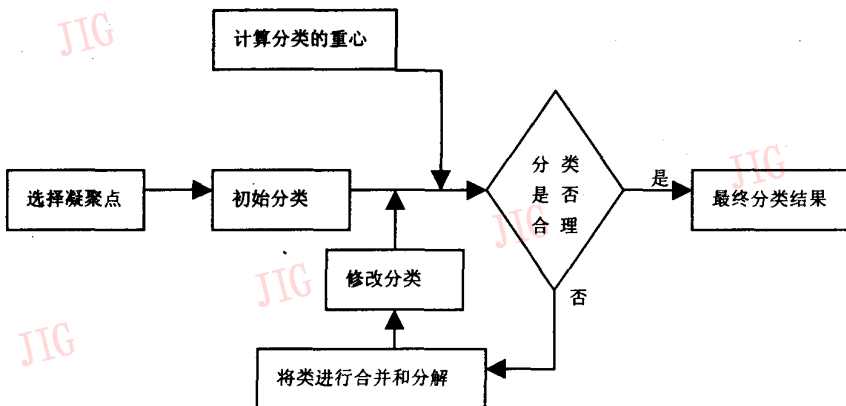 JIG
计算分类的重心
选择凝聚点
初始分类
分类
是否
合理
是
最终分类结果
JIG
JIG
修改分类
JIG
否
JIG
将类进行合并和分解